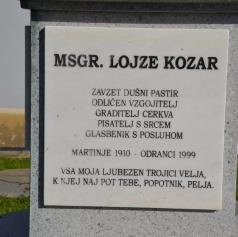 MSGR. LOJZE KOZAR
ZAVZET DUŠNI PASTIR
ODLIČEN VZGOJITELJ
GRADITELJ CERKVA
PISATELJ S SRCEM
GLASBENIK S POSLUHOM
MARTINJE 1910 - ODRANCI 1999
VSA MOJA LJUBEZEN TROJICI VELJA,
K NJEJ NAJ POT TEBE, POPOTNIK, PELJA.